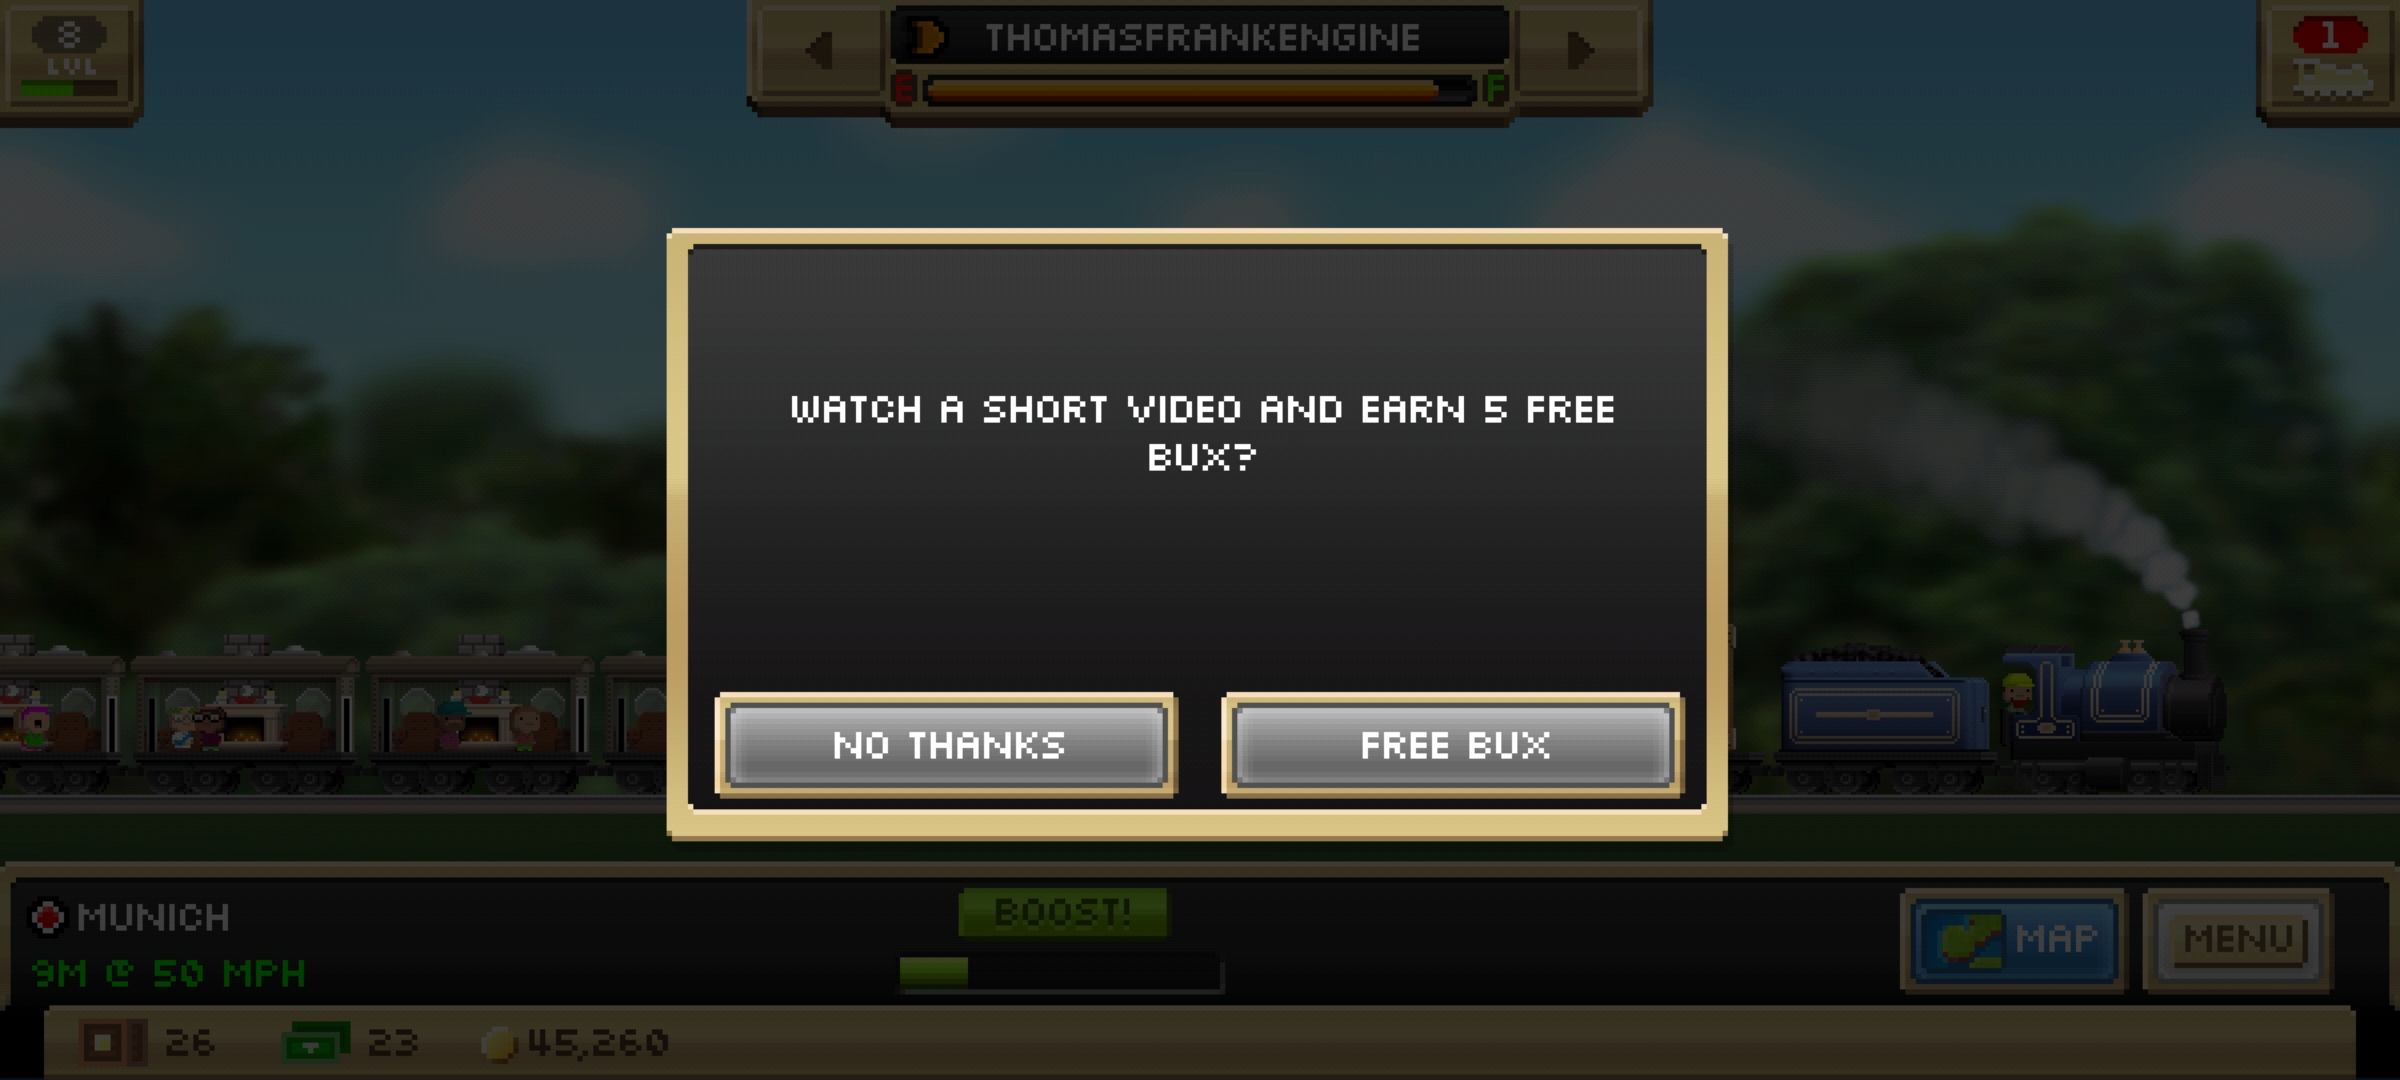 8
LVL
THOMASFRANKENGINE
E F
1
WATCH A SHORT VIDEO AND EARN 5 FREE
BUX?
NO THANKS
FREE BUX
MUNICH
9M @ 50 MPH
BOOST!
MAP
MENU
26
23
45,260